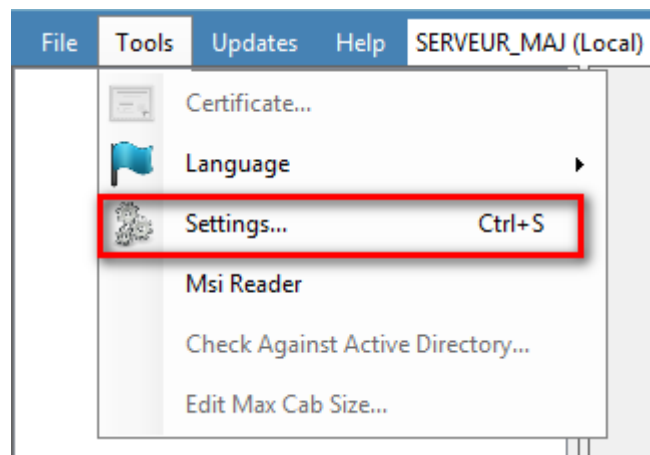 File Tools Updates Help SERVEUR_MAJ (Local)
Certificate...
Language
Settings... Ctrl+S
Msi Reader
Check Against Active Directory...
Edit Max Cab Size...